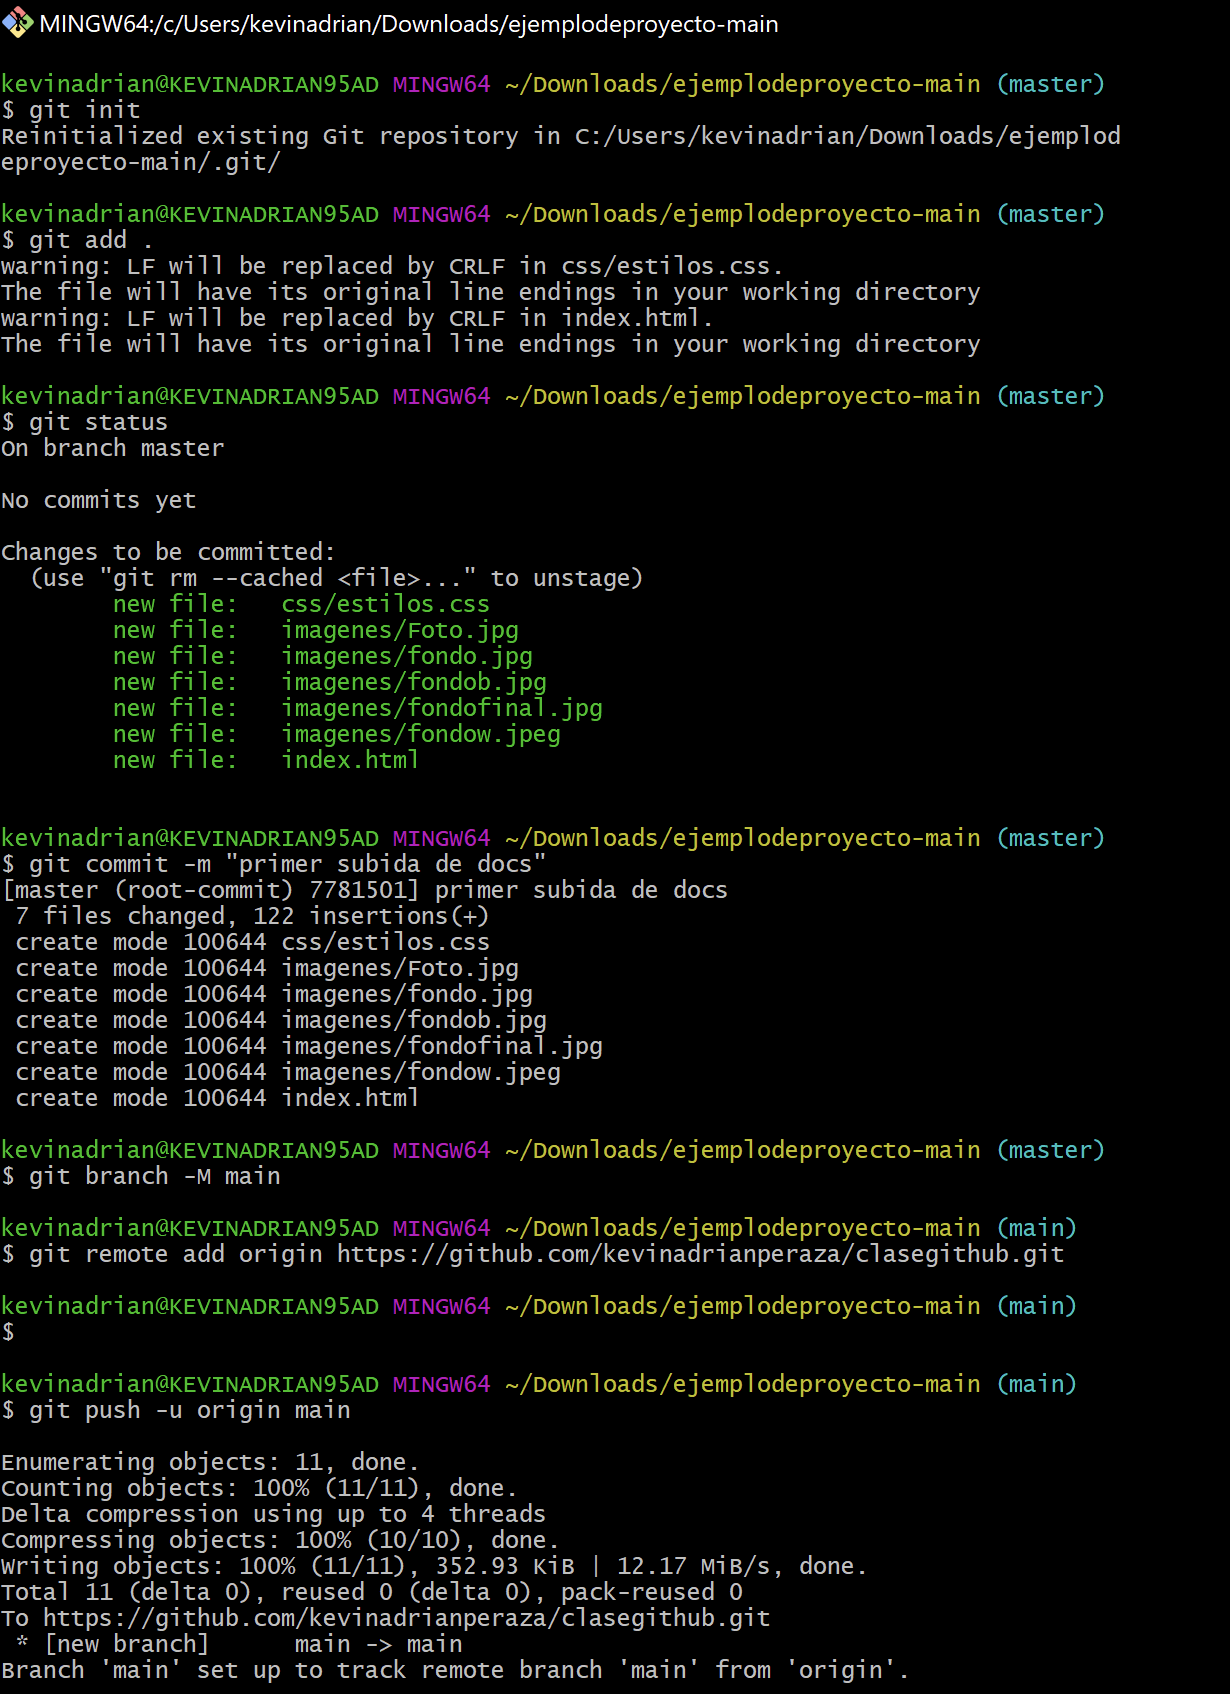 MINGW64:/c/Users/kevinadrian/Downloads/ejemplodeproyecto-main
kevinadrian@KEVINADRIAN95AD MINGW64 ~/Downloads/ejemplodeproyecto-main (master)
$ git init
Reinitialized existing Git repository in C:/Users/kevinadrian/Downloads/ejemplod
eproyecto-main/.git/
kevinadrian@KEVINADRIAN95AD MINGW64 ~/Downloads/ejemplodeproyecto-main (master)
$ git add .
warning: LF will be replaced by CRLF in css/estilos.css.
The file will have its original line endings in your working directory
warning: LF will be replaced by CRLF in index.html.
The file will have its original line endings in your working directory
kevinadrian@KEVINADRIAN95AD MINGW64 ~/Downloads/ejemplodeproyecto-main (master)
$ git status
On branch master
No commits yet
Changes to be committed:
  (use "git rm --cached <file>..." to unstage)
        new file:   css/estilos.css
        new file:   imagenes/Foto.jpg
        new file:   imagenes/fondo.jpg
        new file:   imagenes/fondob.jpg
        new file:   imagenes/fondofinal.jpg
        new file:   imagenes/fondow.jpeg
        new file:   index.html
kevinadrian@KEVINADRIAN95AD MINGW64 ~/Downloads/ejemplodeproyecto-main (master)
$ git commit -m "primer subida de docs"
[master (root-commit) 7781501] primer subida de docs
 7 files changed, 122 insertions(+)
 create mode 100644 css/estilos.css
 create mode 100644 imagenes/Foto.jpg
 create mode 100644 imagenes/fondo.jpg
 create mode 100644 imagenes/fondob.jpg
 create mode 100644 imagenes/fondofinal.jpg
 create mode 100644 imagenes/fondow.jpeg
 create mode 100644 index.html
kevinadrian@KEVINADRIAN95AD MINGW64 ~/Downloads/ejemplodeproyecto-main (master)
$ git branch -M main
kevinadrian@KEVINADRIAN95AD MINGW64 ~/Downloads/ejemplodeproyecto-main (main)
$ git remote add origin https://github.com/kevinadrianperaza/clasegithub.git
kevinadrian@KEVINADRIAN95AD MINGW64 ~/Downloads/ejemplodeproyecto-main (main)
$
kevinadrian@KEVINADRIAN95AD MINGW64 ~/Downloads/ejemplodeproyecto-main (main)
$ git push -u origin main
Enumerating objects: 11, done.
Counting objects: 100% (11/11), done.
Delta compression using up to 4 threads
Compressing objects: 100% (10/10), done.
Writing objects: 100% (11/11), 352.93 KiB | 12.17 MiB/s, done.
Total 11 (delta 0), reused 0 (delta 0), pack-reused 0
To https://github.com/kevinadrianperaza/clasegithub.git
 * [new branch]      main -> main
Branch 'main' set up to track remote branch 'main' from 'origin'.